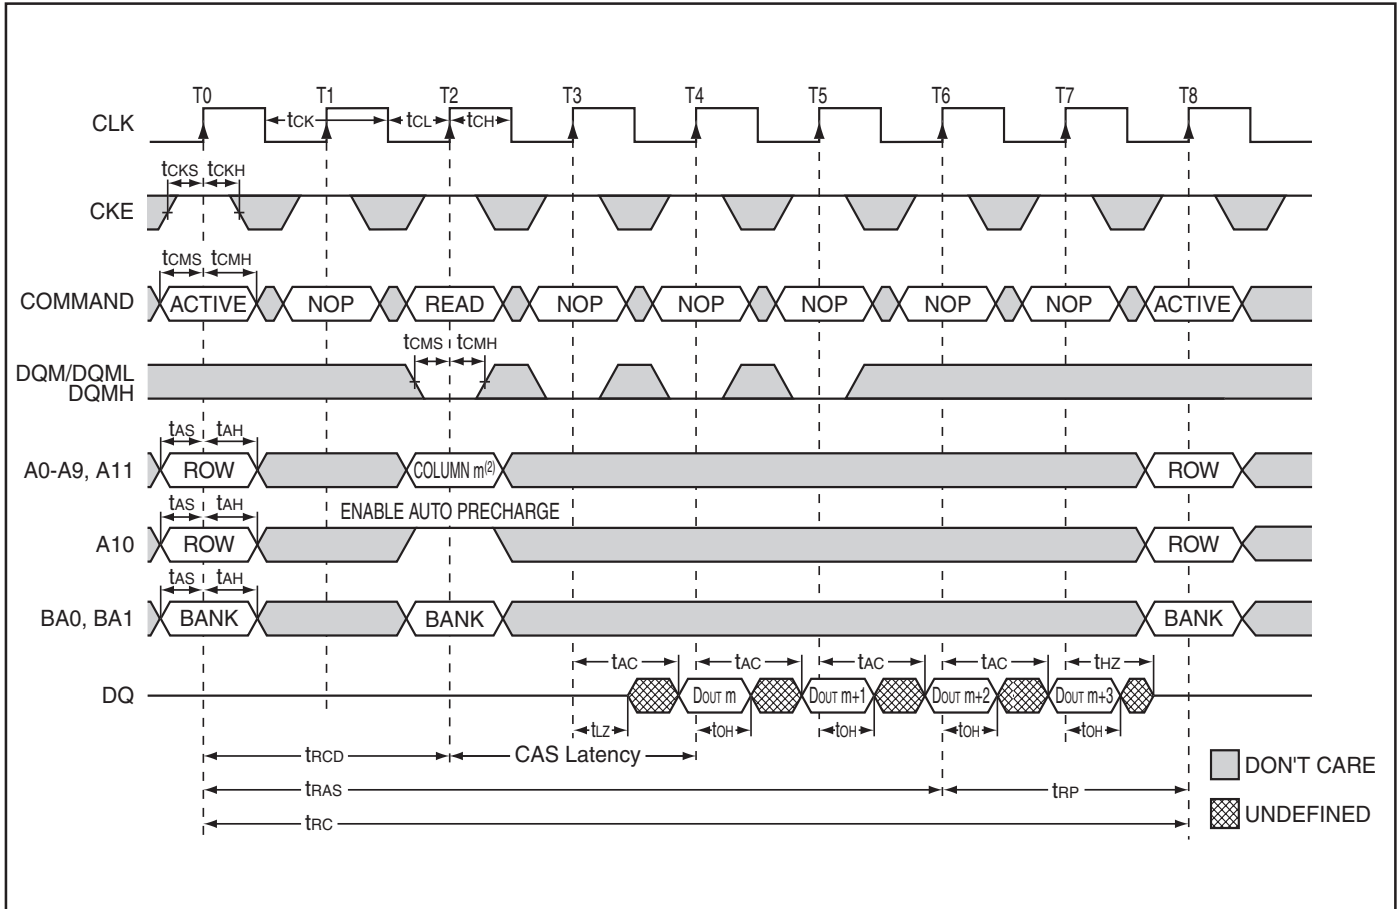 T0 T1 T2 T3 T4 T5 T6 T7 T8
CLK tCK tCL tCH
tCKS tCKH
CKE
tCMS tCMH
COMMAND ACTIVE NOP READ NOP NOP NOP NOP NOP ACTIVE
tCMS tCMH
DQM/DQML
DQMH
tAS tAH
A0-A9, A11 ROW COLUMN m(2) ROW
tAS tAH ENABLE AUTO PRECHARGE
A10 ROW ROW
tAS tAH
BA0, BA1 BANK BANK BANK
tAC tAC tAC tAC tHZ
DQ DOUT m DOUT m+1 DOUT m+2 DOUT m+3
tLZ tOH tOH tOH tOH
tRCD CAS Latency
DON'T CARE
tRAS tRP
UNDEFINED
tRC